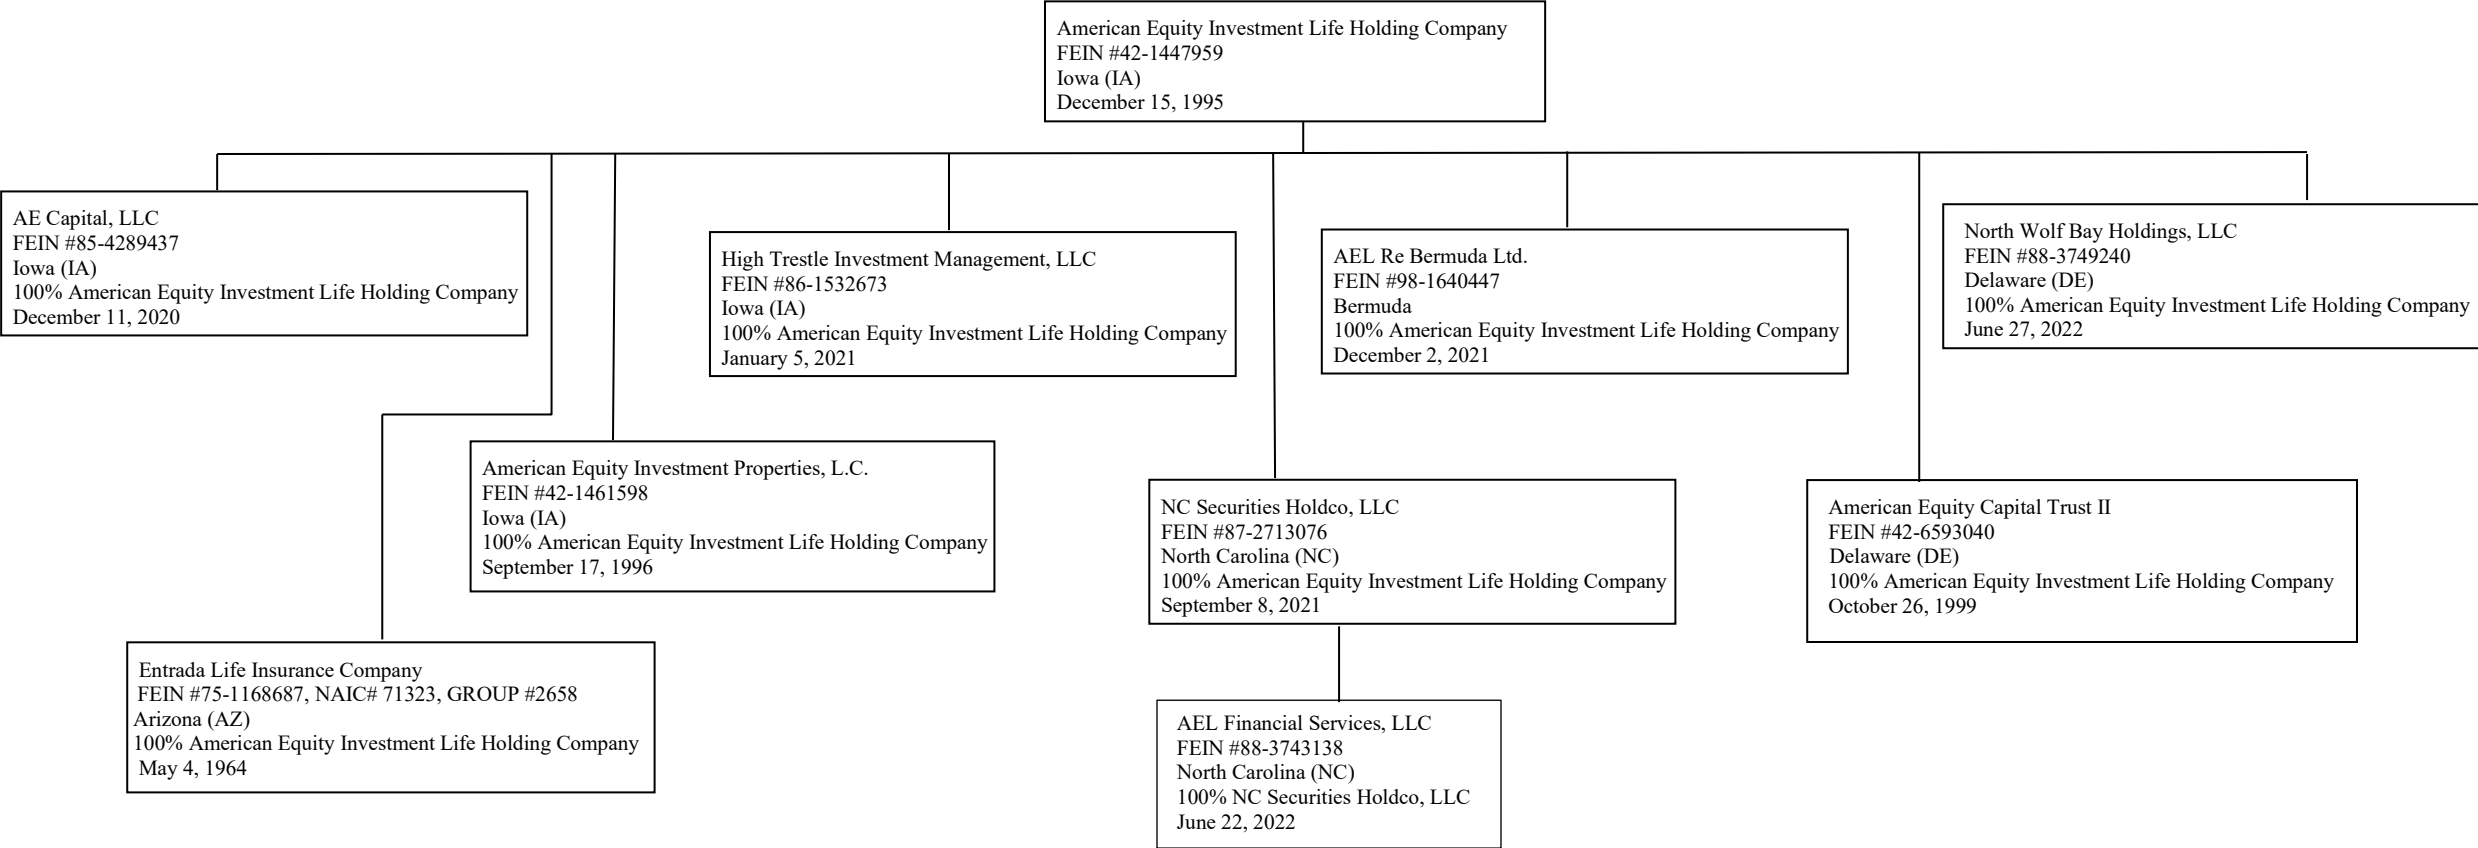 American Equity Investment Life Holding Company
FEIN #42-1447959
Iowa (IA)
December 15, 1995
AE Capital, LLC
FEIN #85-4289437
Iowa (IA)
100% American Equity Investment Life Holding Company
December 11, 2020
High Trestle Investment Management, LLC
FEIN #86-1532673
Iowa (IA)
100% American Equity Investment Life Holding Company
January 5, 2021
AEL Re Bermuda Ltd.
FEIN #98-1640447
Bermuda
100% American Equity Investment Life Holding Company
December 2, 2021
North Wolf Bay Holdings, LLC
FEIN #88-3749240
Delaware (DE)
100% American Equity Investment Life Holding Company
June 27, 2022
American Equity Investment Properties, L.C.
FEIN #42-1461598
Iowa (IA)
100% American Equity Investment Life Holding Company
September 17, 1996
NC Securities Holdco, LLC
FEIN #87-2713076
North Carolina (NC)
100% American Equity Investment Life Holding Company
September 8, 2021
American Equity Capital Trust II
FEIN #42-6593040
Delaware (DE)
100% American Equity Investment Life Holding Company
October 26, 1999
Entrada Life Insurance Company
FEIN #75-1168687, NAIC# 71323, GROUP #2658
Arizona (AZ)
100% American Equity Investment Life Holding Company
May 4, 1964
AEL Financial Services, LLC
FEIN #88-3743138
North Carolina (NC)
100% NC Securities Holdco, LLC
June 22, 2022